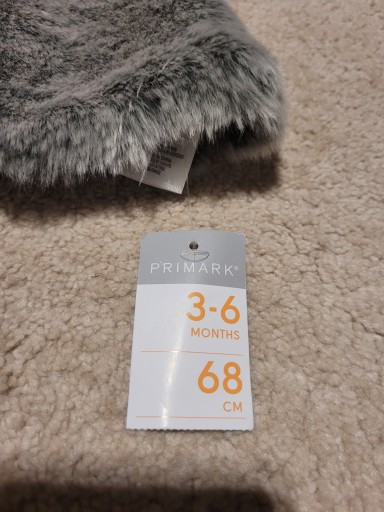 PRIMARK®
3-6
MONTHS
68
CM